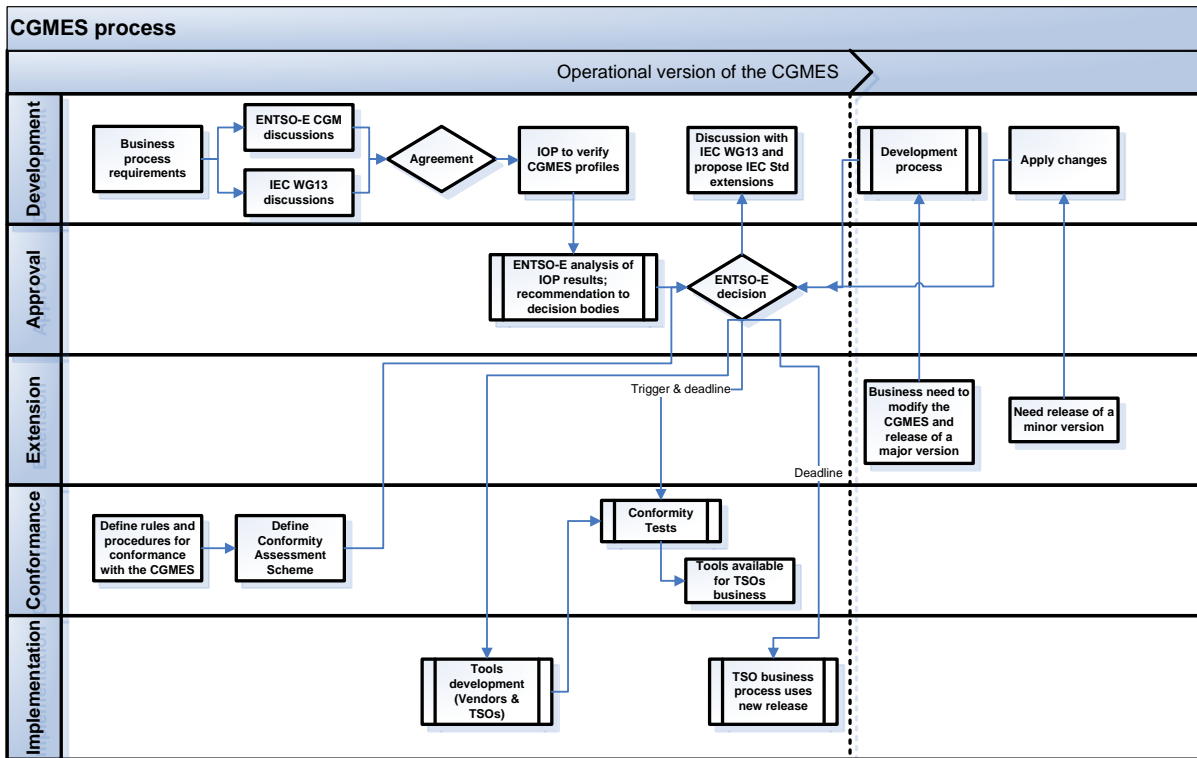 CGMES process
Operational version of the CGMES
Development
Business
process
requirements
ENTSO-E CGM
discussions
IEC WG13
discussions
Agreement
IOP to verify
CGMES profiles
Discussion with
IEC WG13 and
propose IEC Std
extensions
Development
process
Apply changes
Approval
ENTSO-E analysis of
IOP results;
recommendation to
decision bodies
ENTSO-E
decision
Extension
Trigger & deadline
Deadline
Business need to
modify the
CGMES and
release of a
major version
Need release of a
minor version
Conformance
Define rules and
procedures for
conformance
with the CGMES
Define
Conformity
Assessment
Scheme
Conformity
Tests
Tools available
for TSOs
business
Implementation
Tools
development
(Vendors &
TSOs)
TSO business
process uses
new release